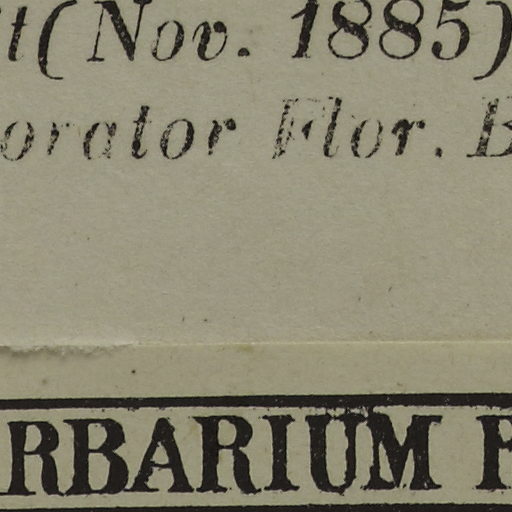 t (Nov. 1885)
orator Flor. B
RBARIUM P